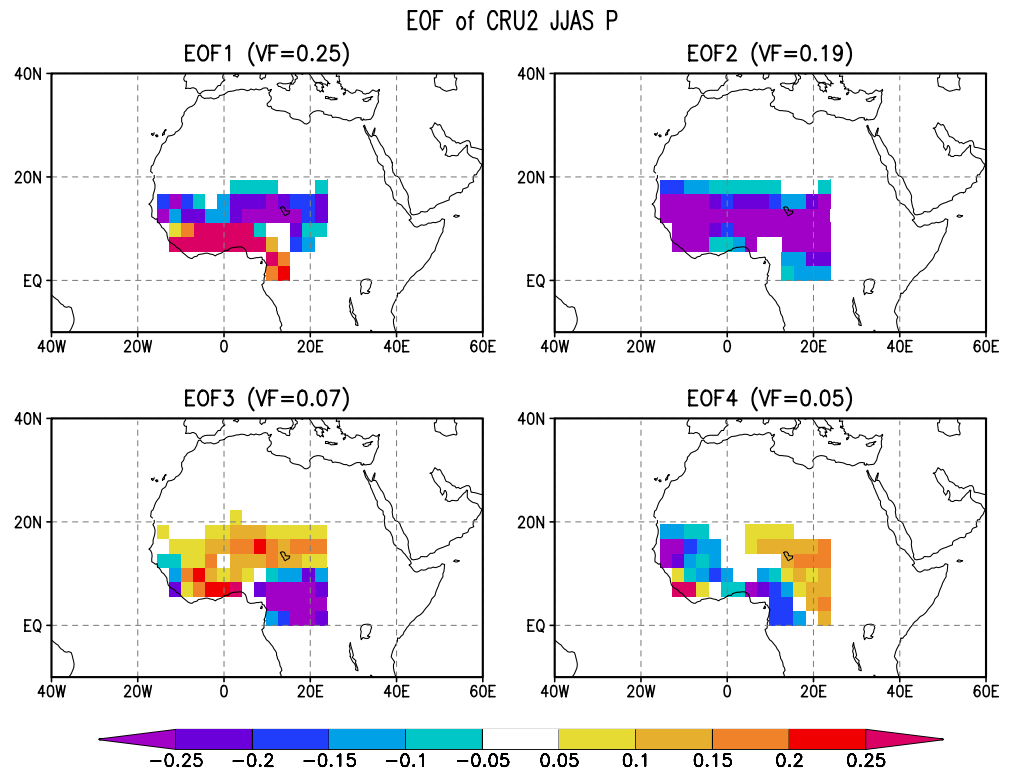 EOF of CRU2 JJAS P
EOF1 (VF=0.25) EOF2 (VF=0.19)
40N 40N
20N 20N
EQ EQ
40W 20W 0 20E 40E 60E 40W 20W 0 20E 40E 60E
EOF3 (VF=0.07) EOF4 (VF=0.05)
40N 40N
20N 20N
EQ EQ
40W 20W 0 20E 40E 60E 40W 20W 0 20E 40E 60E
-0.25 -0.2 -0.15 -0.1 -0.05 0.05 0.1 0.15 0.2 0.25